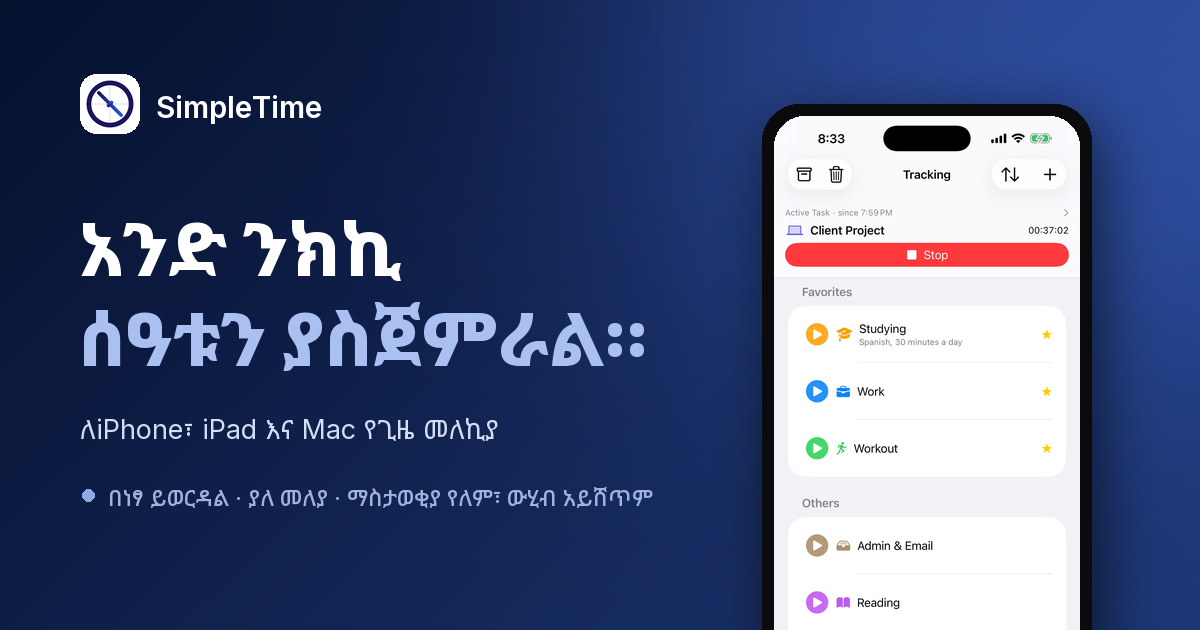 SimpleTime
አንድ ንክኪ
ሰዓቱን ያስጀምራል።
ለiPhone፣ iPad እና Mac የጊዜ መለኪያ
በነፃ ይወርዳል · ያለ መለያ · ማስታወቂያ የለም፣ ውሂብ አይሸጥም
8:33
Tracking
Active Task · since 7:59 PM
Client Project 00:37:02
Stop
Favorites
Studying
Spanish, 30 minutes a day
Work
Workout
Others
Admin & Email
Reading